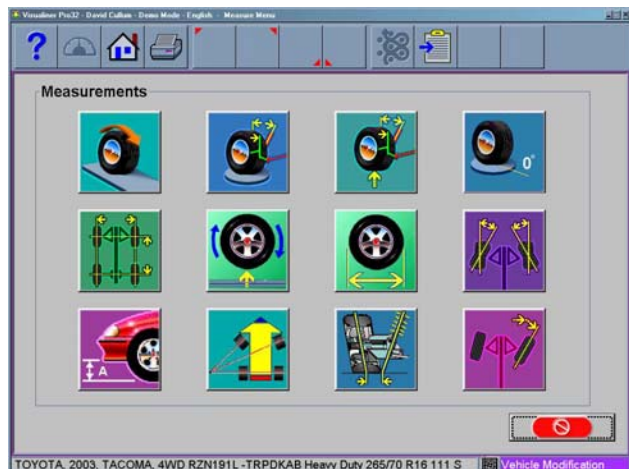 Visualiner Pro32 - David Cullum - Demo Mode - English - Measure Menu
?
Measurements
0°
A
TOYOTA, 2003, TACOMA, 4WD RZN191L -TRPDKAB Heavy Duty 265/70 R16 111 S
Vehicle Modification